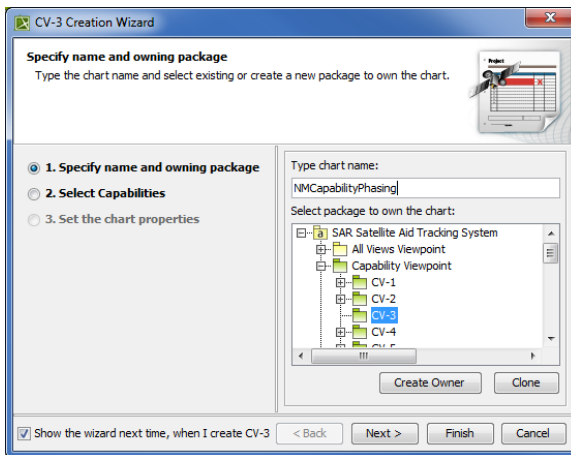 CV-3 Creation Wizard
Specify name and owning package
Type the chart name and select existing or create a new package to own the chart.
Project
1. Specify name and owning package
2. Select Capabilities
3. Set the chart properties
Type chart name:
NMCapabilityPhasing
Select package to own the chart:
SAR Satellite Aid Tracking System
All Views Viewpoint
Capability Viewpoint
CV-1
CV-2
CV-3
CV-4
CV-5
Create Owner Clone
Show the wizard next time, when I create CV-3 < Back Next > Finish Cancel